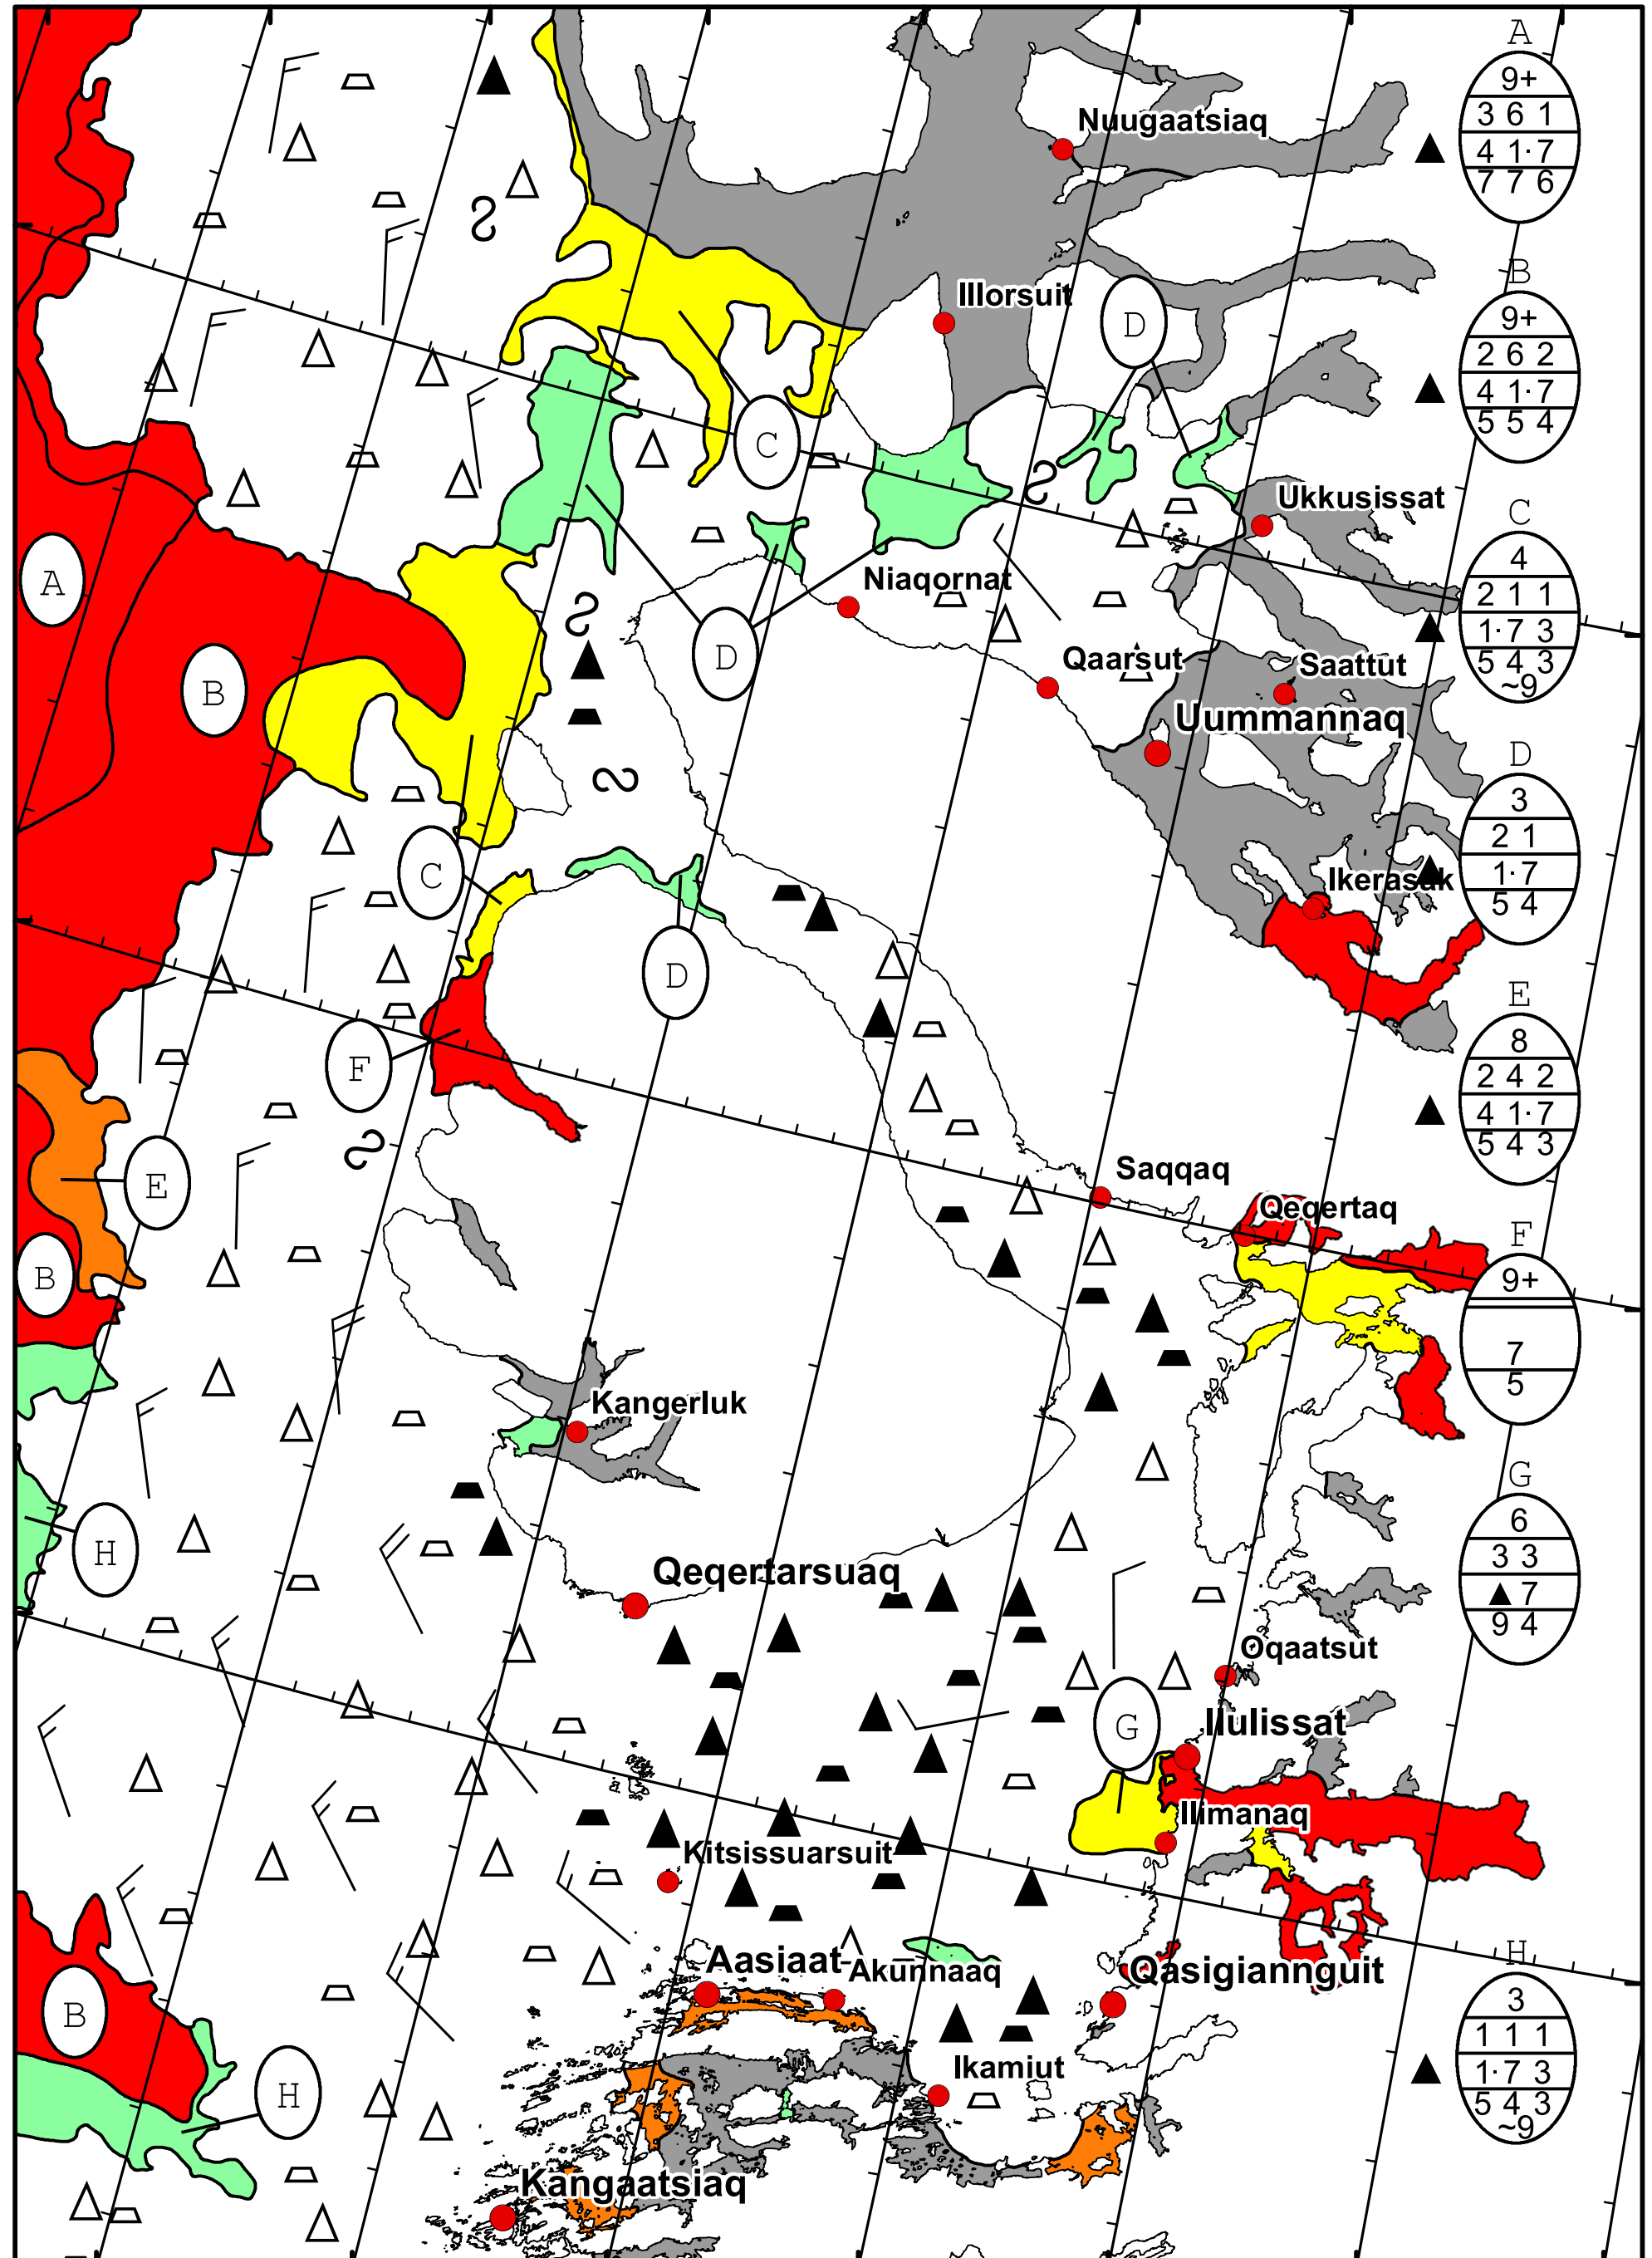 A
9+
3 6 1
4 1· 7
7 7 6
Nuugaatsiaq
B
9+
2 6 2
4 1· 7
5 5 4
Illorsuit
D
C
Ukkusissat
C
4
2 1 1
1· 7 3
5 4 3
~9
A
Niaqornat
B
D
Qaarsut
Saattut
Uummannaq
D
3
2 1
1· 7
5 4
C
Ikerasak
D
E
8
2 4 2
4 1· 7
5 4 3
F
E
Saqqaq
Qeqertaq
B
F
9+
7
5
Kangerluk
G
6
3 3
▲ 7
9 4
H
Qeqertarsuaq
Oqaatsut
G
Ilulissat
Ilimanaq
Kitsissuarsuit
Aasiaat
Akunnaaq
Qasigiannguit
B
H
3
1 1 1
1· 7 3
5 4 3
~9
Ikamiut
H
Kangaatsiaq